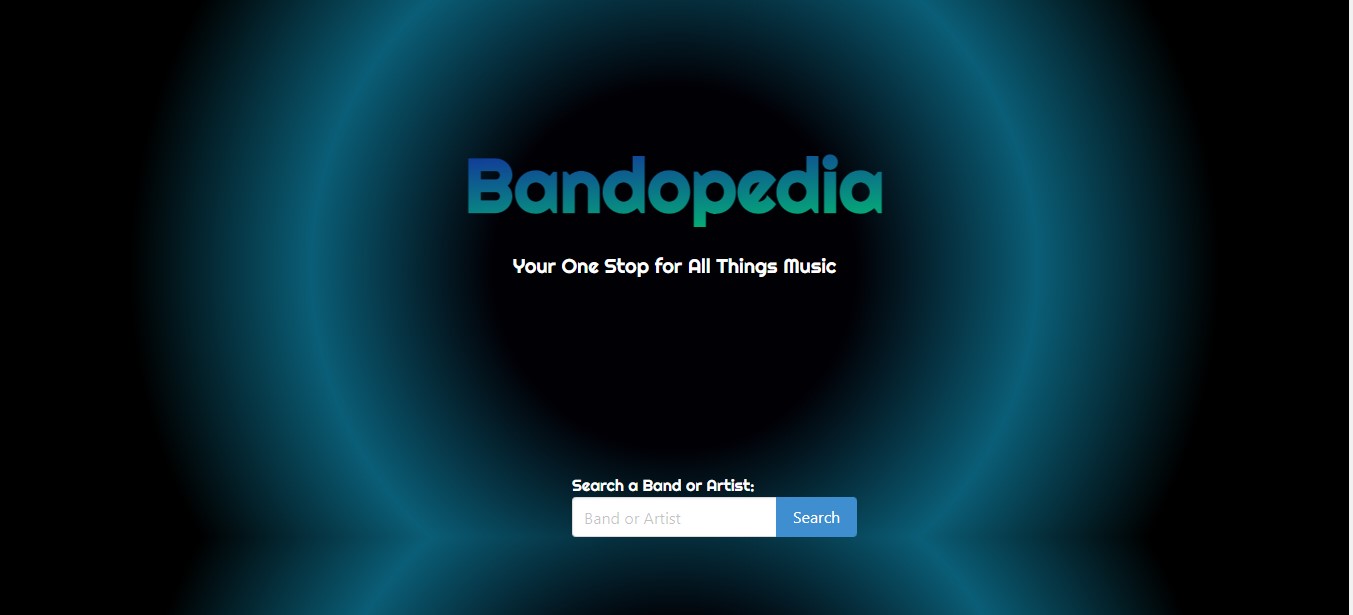 Bandopedia
Your One Stop for All Things Music
Search a Band or Artist:
Band or Artist
Search